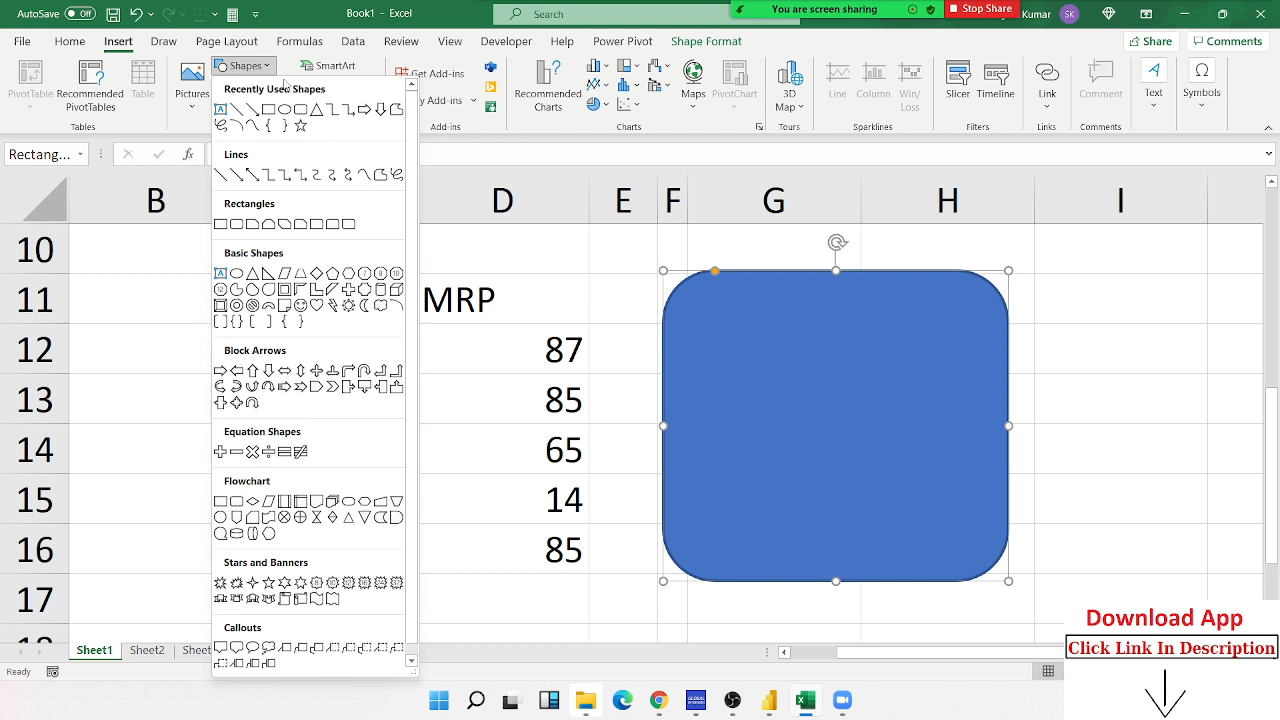 AutoSave Off Book1 - Excel Search You are screen sharing Stop Share Kumar SK
File Home Insert Draw Page Layout Formulas Data Review View Developer Help Power Pivot Shape Format Share Comments
PivotTable Recommended PivotTables Table Tables
Pictures Shapes SmartArt
Get Add-ins
Add-ins
Add-ins
Recommended Charts Maps PivotChart Charts
3D Map Tours
Line Column Win/Loss Sparklines
Slicer Timeline Filters
Link Links
Comment Comments
Text Symbols
Rectang... fx
Recently Used Shapes
Lines
Rectangles
Basic Shapes
Block Arrows
Equation Shapes
Flowchart
Stars and Banners
Callouts
B D E F G H I
10
11 MRP
12 87
13 85
14 65
15 14
16 85
17
Sheet1 Sheet2
Ready
Download App
Click Link In Description